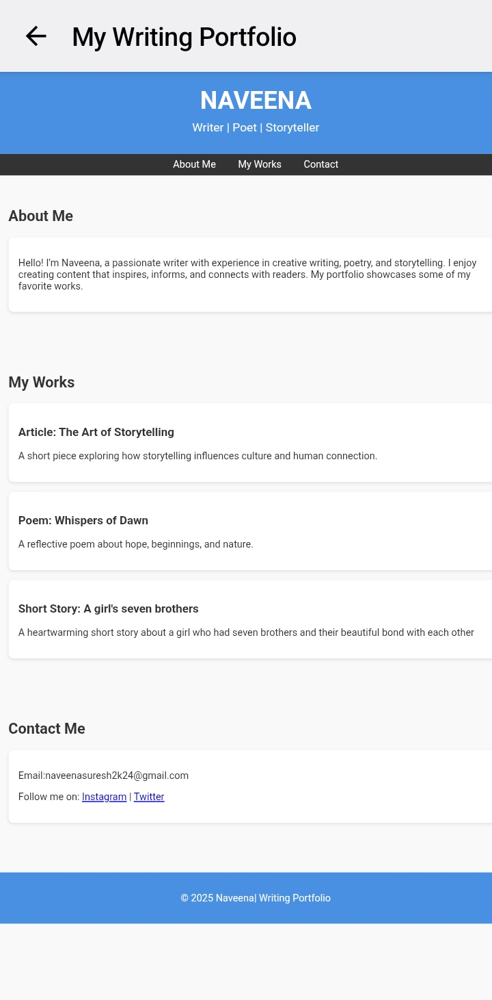 My Writing Portfolio
NAVEENA
Writer | Poet | Storyteller
About Me My Works Contact
About Me
Hello! I'm Naveena, a passionate writer with experience in creative writing, poetry, and storytelling. I enjoy
creating content that inspires, informs, and connects with readers. My portfolio showcases some of my
favorite works.
My Works
Article: The Art of Storytelling
A short piece exploring how storytelling influences culture and human connection.
Poem: Whispers of Dawn
A reflective poem about hope, beginnings, and nature.
Short Story: A girl's seven brothers
A heartwarming short story about a girl who had seven brothers and their beautiful bond with each other
Contact Me
Email:naveenasuresh2k24@gmail.com
Follow me on: Instagram | Twitter
© 2025 Naveena| Writing Portfolio